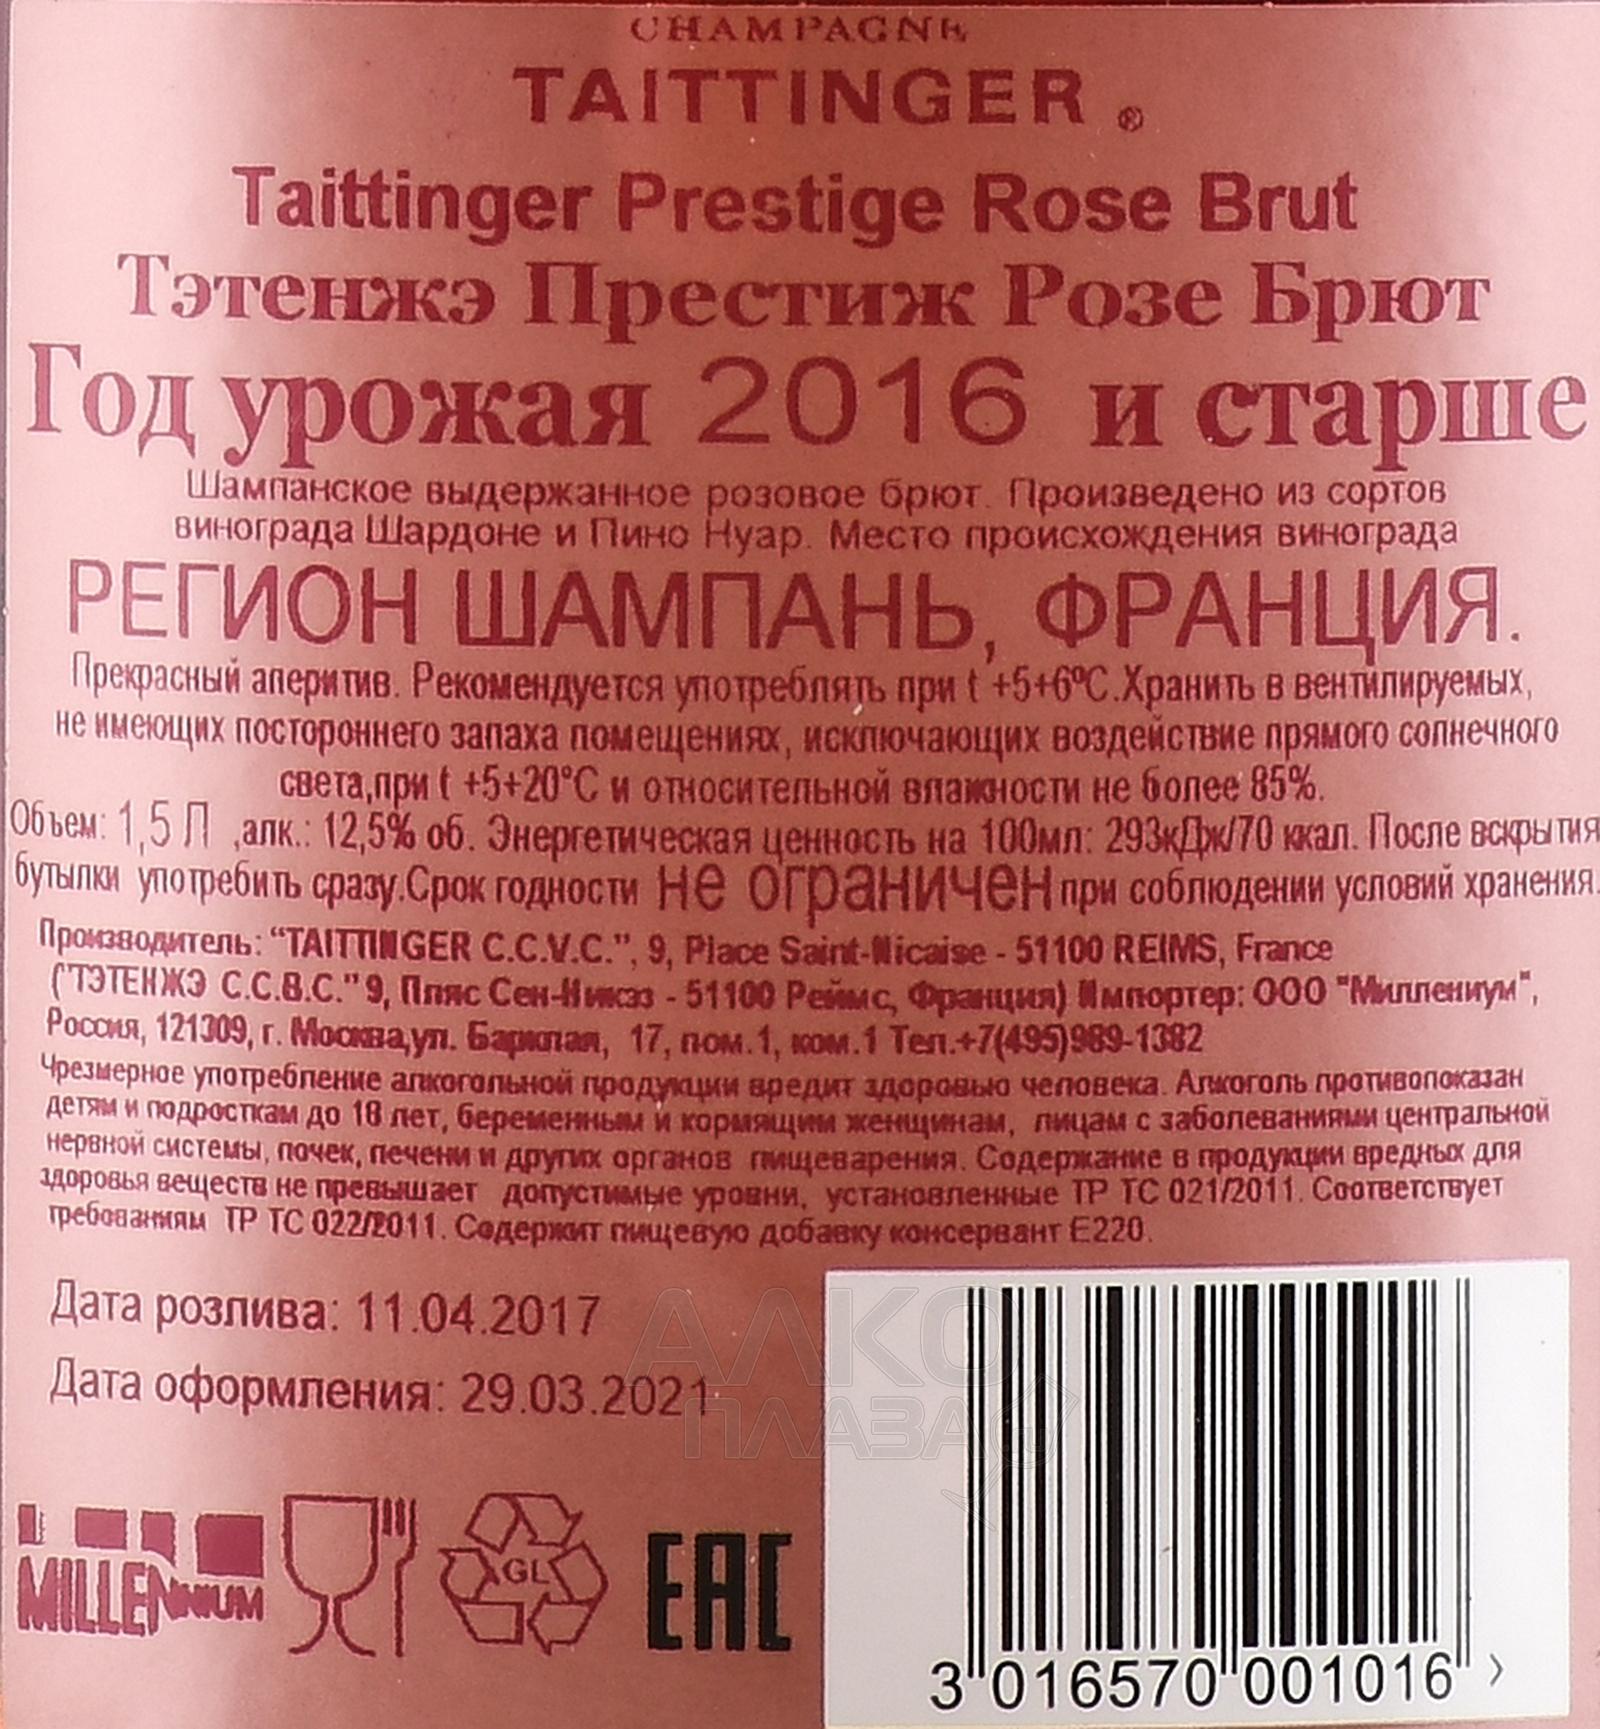 CHAMPAGNE
TAITTINGER ®
Taittinger Prestige Rose Brut
Тэтенжэ Престиж Розе Брют
Год урожая 2016 и старше
Шампанское выдержанное розовое брют. Произведено из сортов
винограда Шардоне и Пино Нуар. Место происхождения винограда
РЕГИОН ШАМПАНЬ, ФРАНЦИЯ.
Прекрасный аперитив. Рекомендуется употреблять при t +5+6°С.Хранить в вентилируемых,
не имеющих постороннего запаха помещениях, исключающих воздействие прямого солнечного
света,при t +5+20°С и относительной влажности не более 85%.
Объем: 1,5 Л ,алк.: 12,5% об. Энергетическая ценность на 100мл: 293кДж/70 ккал. После вскрытия
бутылки употребить сразу.Срок годности не ограничен при соблюдении условий хранения.
Производитель: “TAITTINGER C.C.V.C.”, 9, Place Saint-Nicaise - 51100 REIMS, France
("ТЭТЕНЖЭ С.С.В.С." 9, Пляс Сен-Никэз - 51100 Реймс, Франция) Импортер: ООО "Миллениум",
Россия, 121309, г. Москва,ул. Барклая, 17, пом.1, ком.1 Тел.+7(495)989-1382
Чрезмерное употребление алкогольной продукции вредит здоровью человека. Алкоголь противопоказан
детям и подросткам до 18 лет, беременным и кормящим женщинам, лицам с заболеваниями центральной
нервной системы, почек, печени и других органов пищеварения. Содержание в продукции вредных для
здоровья веществ не превышает допустимые уровни, установленные ТР ТС 021/2011. Соответствует
требованиям ТР ТС 022/2011. Содержит пищевую добавку консервант Е220.
Дата розлива: 11.04.2017
Дата оформления: 29.03.2021
АЛКО
ПЛАЗА
.ru
MILLENNIUM
GL
EAC
3 016570 001016 >